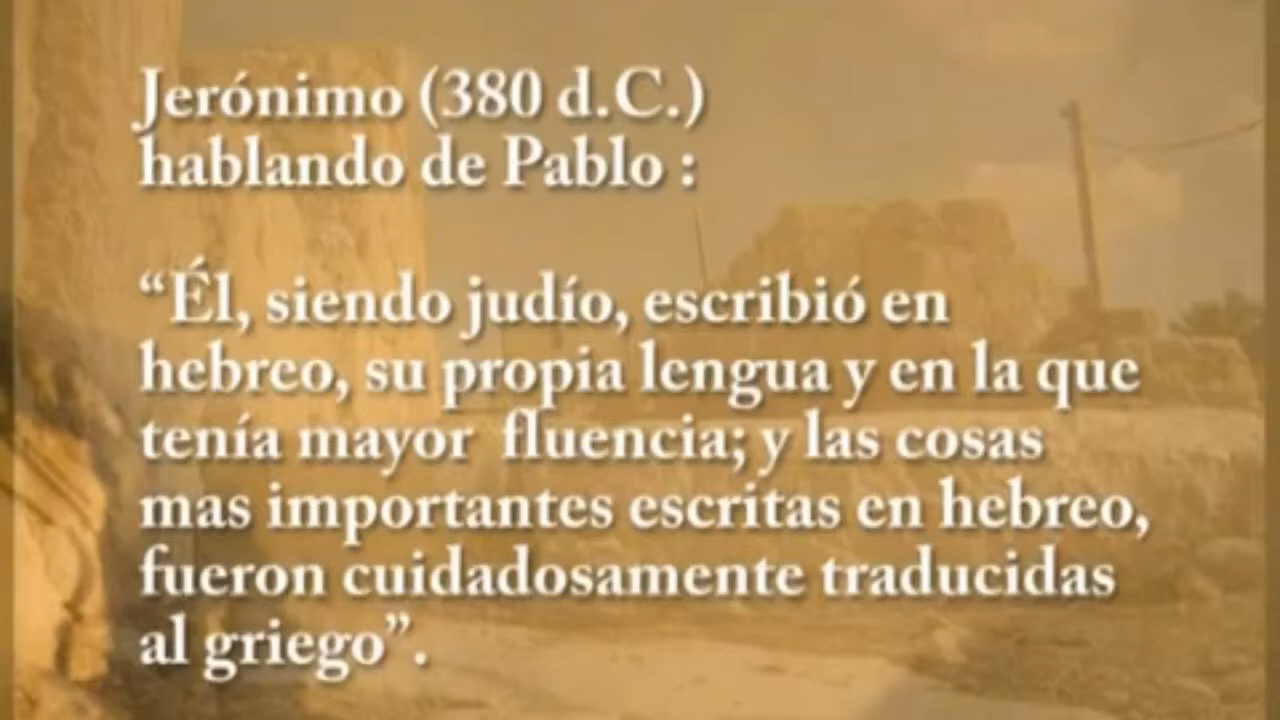 Jerónimo (380 d.C.)
hablando de Pablo :
“Él, siendo judío, escribió en
hebreo, su propia lengua y en la que
tenía mayor fluencia; y las cosas
mas importantes escritas en hebreo,
fueron cuidadosamente traducidas
al griego”.